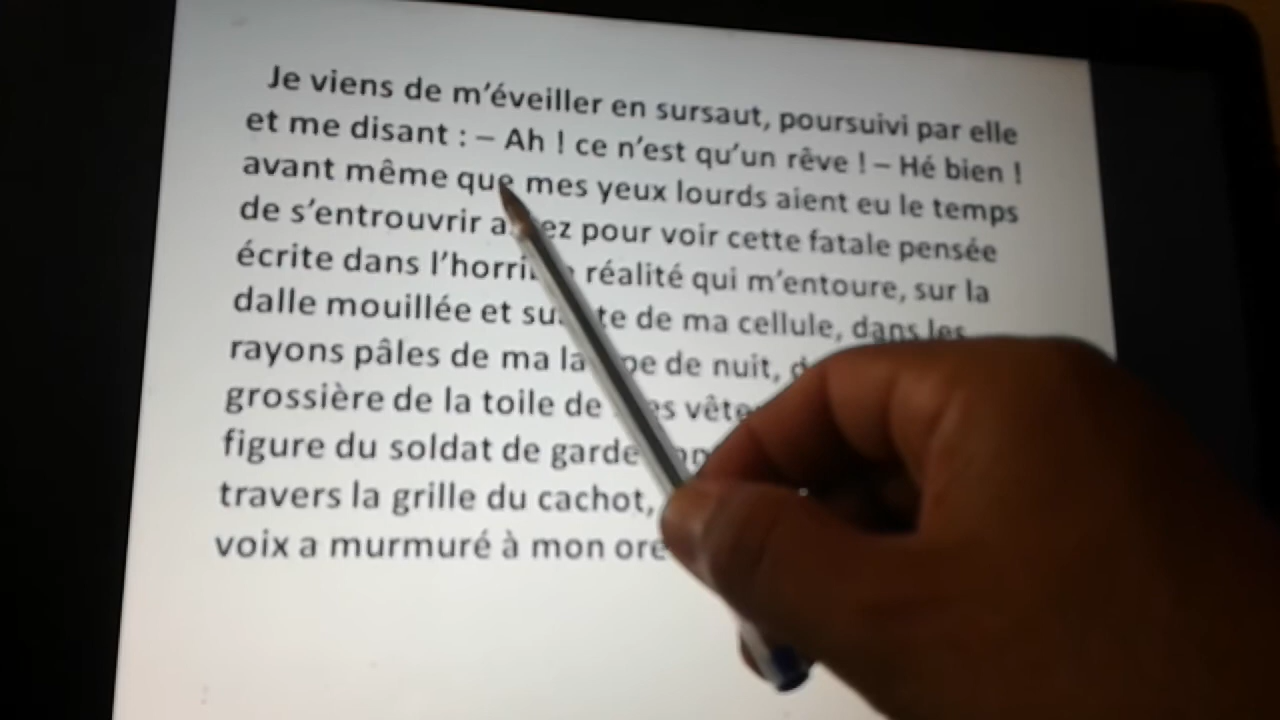 Je viens de m'éveiller en sursaut, poursuivi par elle
et me disant : – Ah ! ce n'est qu'un rêve ! – Hé bien !
avant même que mes yeux lourds aient eu le temps
de s'entrouvrir pour voir cette fatale pensée
écrite dans l'horrible réalité qui m'entoure, sur la
dalle mouillée et de ma cellule, dans les
rayons pâles de ma lampe de nuit,
grossière de la toile de
figure du soldat de garde
travers la grille du cachot,
voix a murmuré à mon